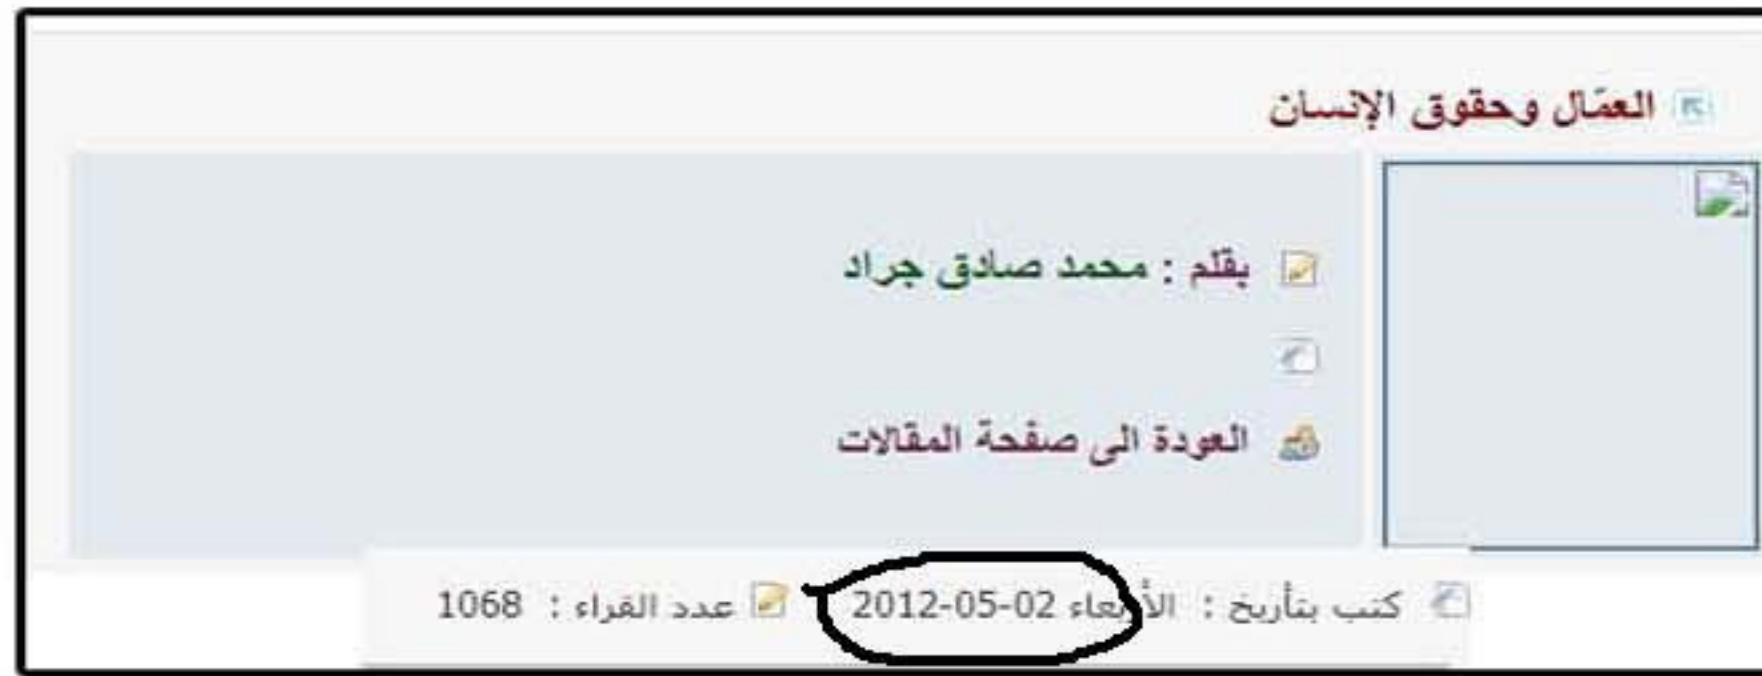 العمّال وحقوق الإنسان
بقلم : محمد صادق جراد
العودة الى صفحة المقالات
كتب بتأريخ : الأربعاء 02-05-2012 عدد القراء : 1068